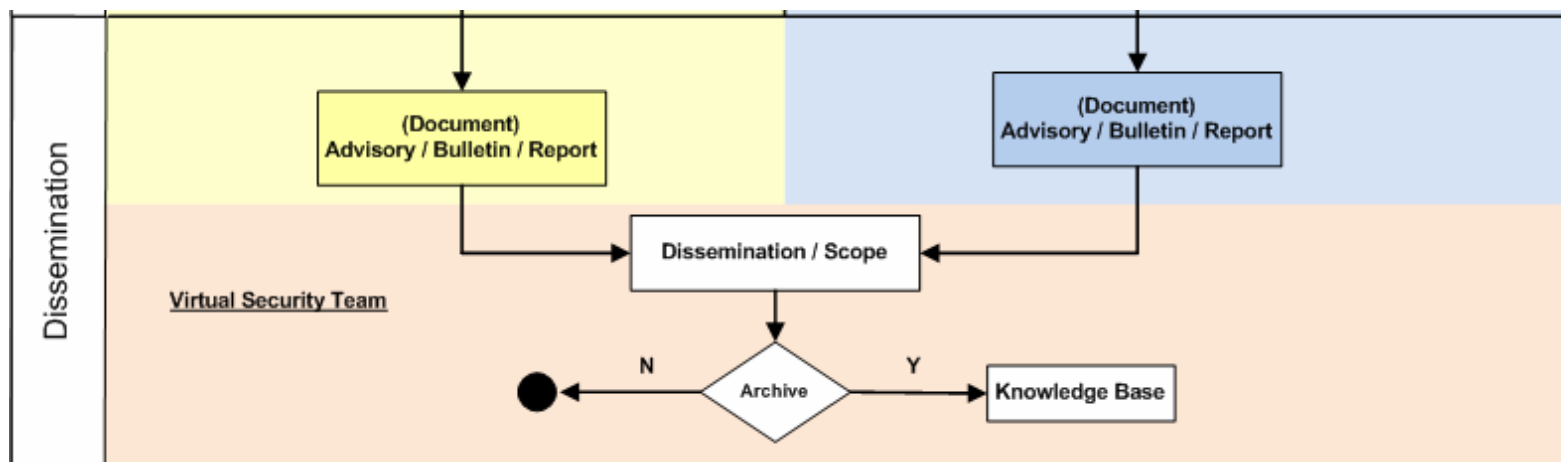 Dissemination
(Document)
Advisory / Bulletin / Report
(Document)
Advisory / Bulletin / Report
Dissemination / Scope
Virtual Security Team
N
Archive
Y
Knowledge Base